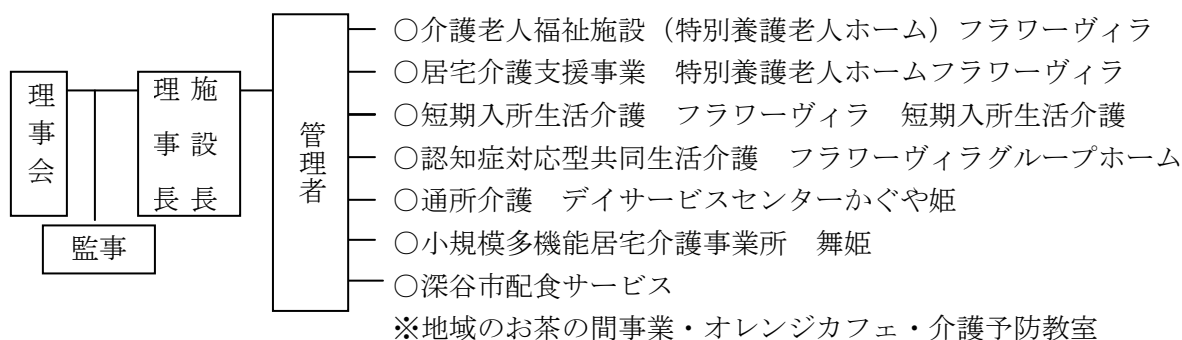 理事会
監事
施設長
理事長
管理者
○介護老人福祉施設（特別養護老人ホーム）フラワーヴィラ
○居宅介護支援事業　特別養護老人ホームフラワーヴィラ
○短期入所生活介護　フラワーヴィラ　短期入所生活介護
○認知症対応型共同生活介護　フラワーヴィラグループホーム
○通所介護　デイサービスセンターかぐや姫
○小規模多機能居宅介護事業所　舞姫
○深谷市配食サービス
※地域のお茶の間事業・オレンジカフェ・介護予防教室